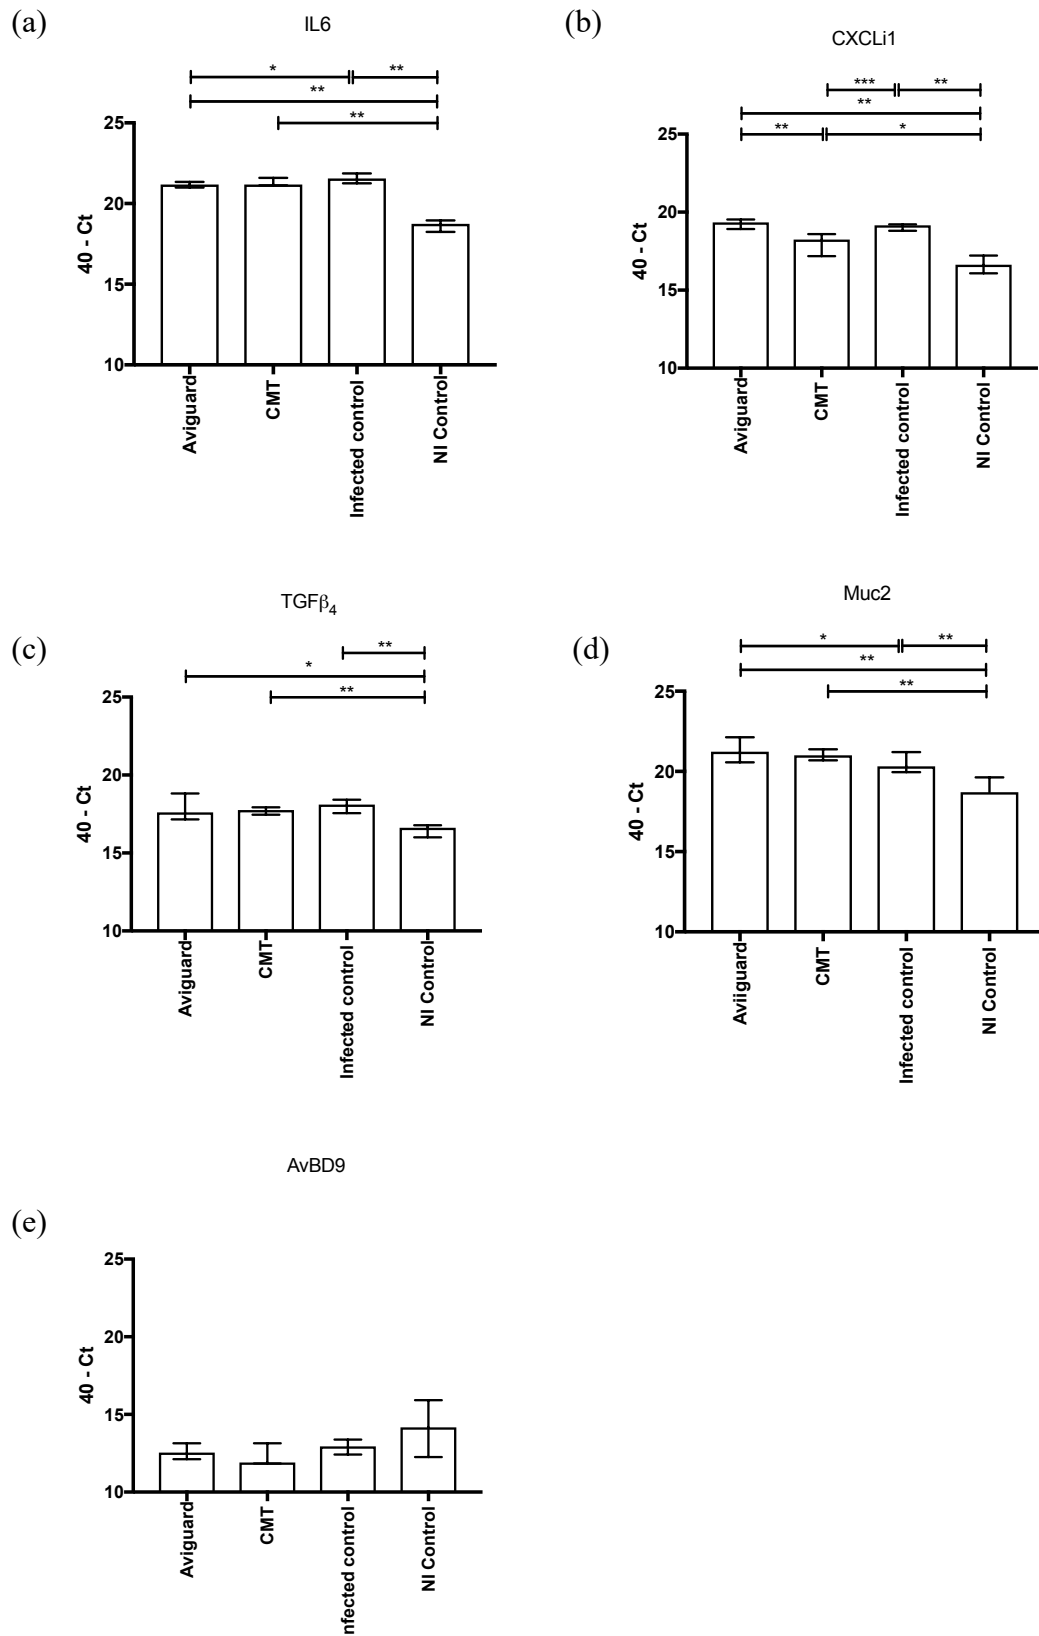 (a)
IL6
* **
**
**
25
20
15
10
40 - Ct
Aviguard
CMT
Infected control
NI Control
(b)
CXCLi1
*** **
**
** *
25
20
15
10
40 - Ct
Aviguard
CMT
Infected control
NI Control
(c)
TGFβ4
**
*
**
25
20
15
10
40 - Ct
Aviguard
CMT
Infected control
NI Control
(d)
Muc2
* **
**
**
25
20
15
10
40 - Ct
Aviiguard
CMT
Infected control
NI Control
(e)
AvBD9
25
20
15
10
40 - Ct
Aviguard
CMT
nfected control
NI Control